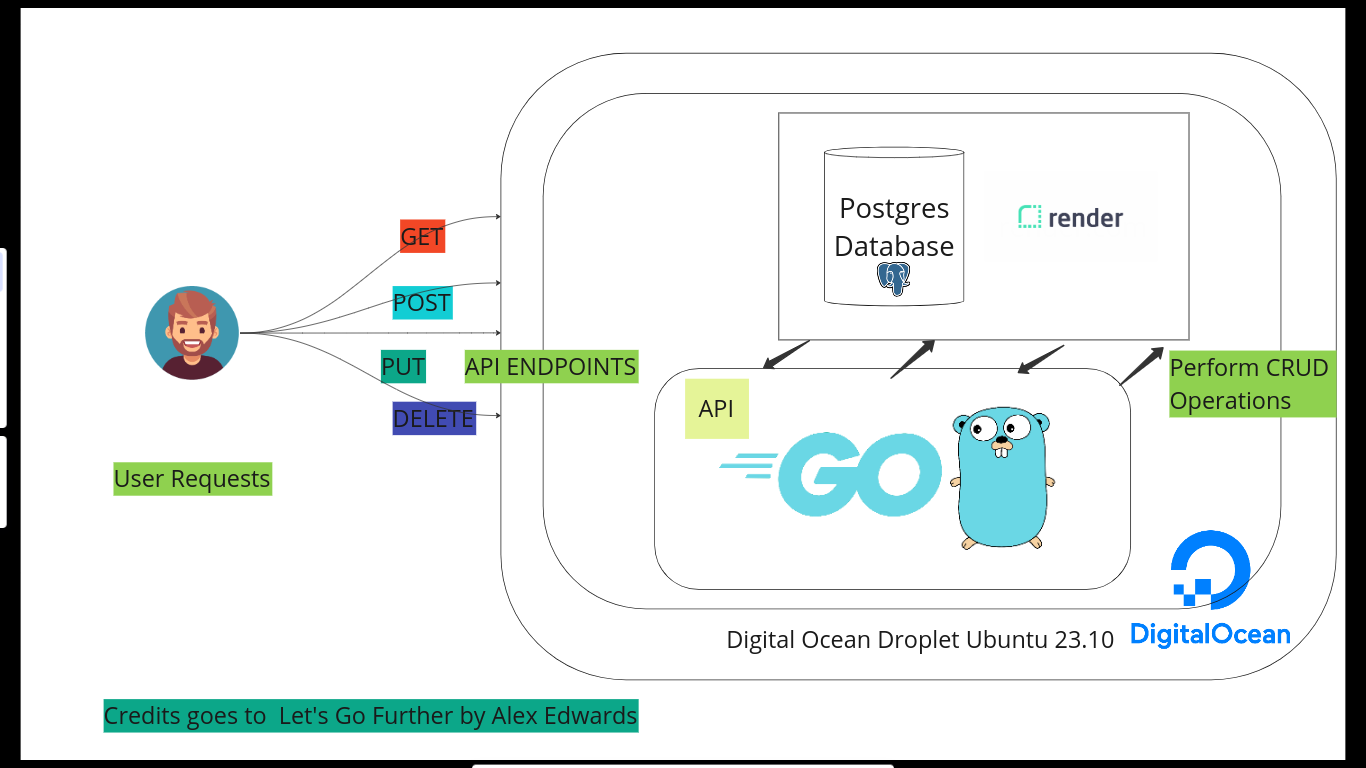 GET
POST
PUT
DELETE
User Requests
API ENDPOINTS
Postgres
Database
render
API
GO
Perform CRUD
Operations
Digital Ocean Droplet Ubuntu 23.10
DigitalOcean
Credits goes to  Let's Go Further by Alex Edwards